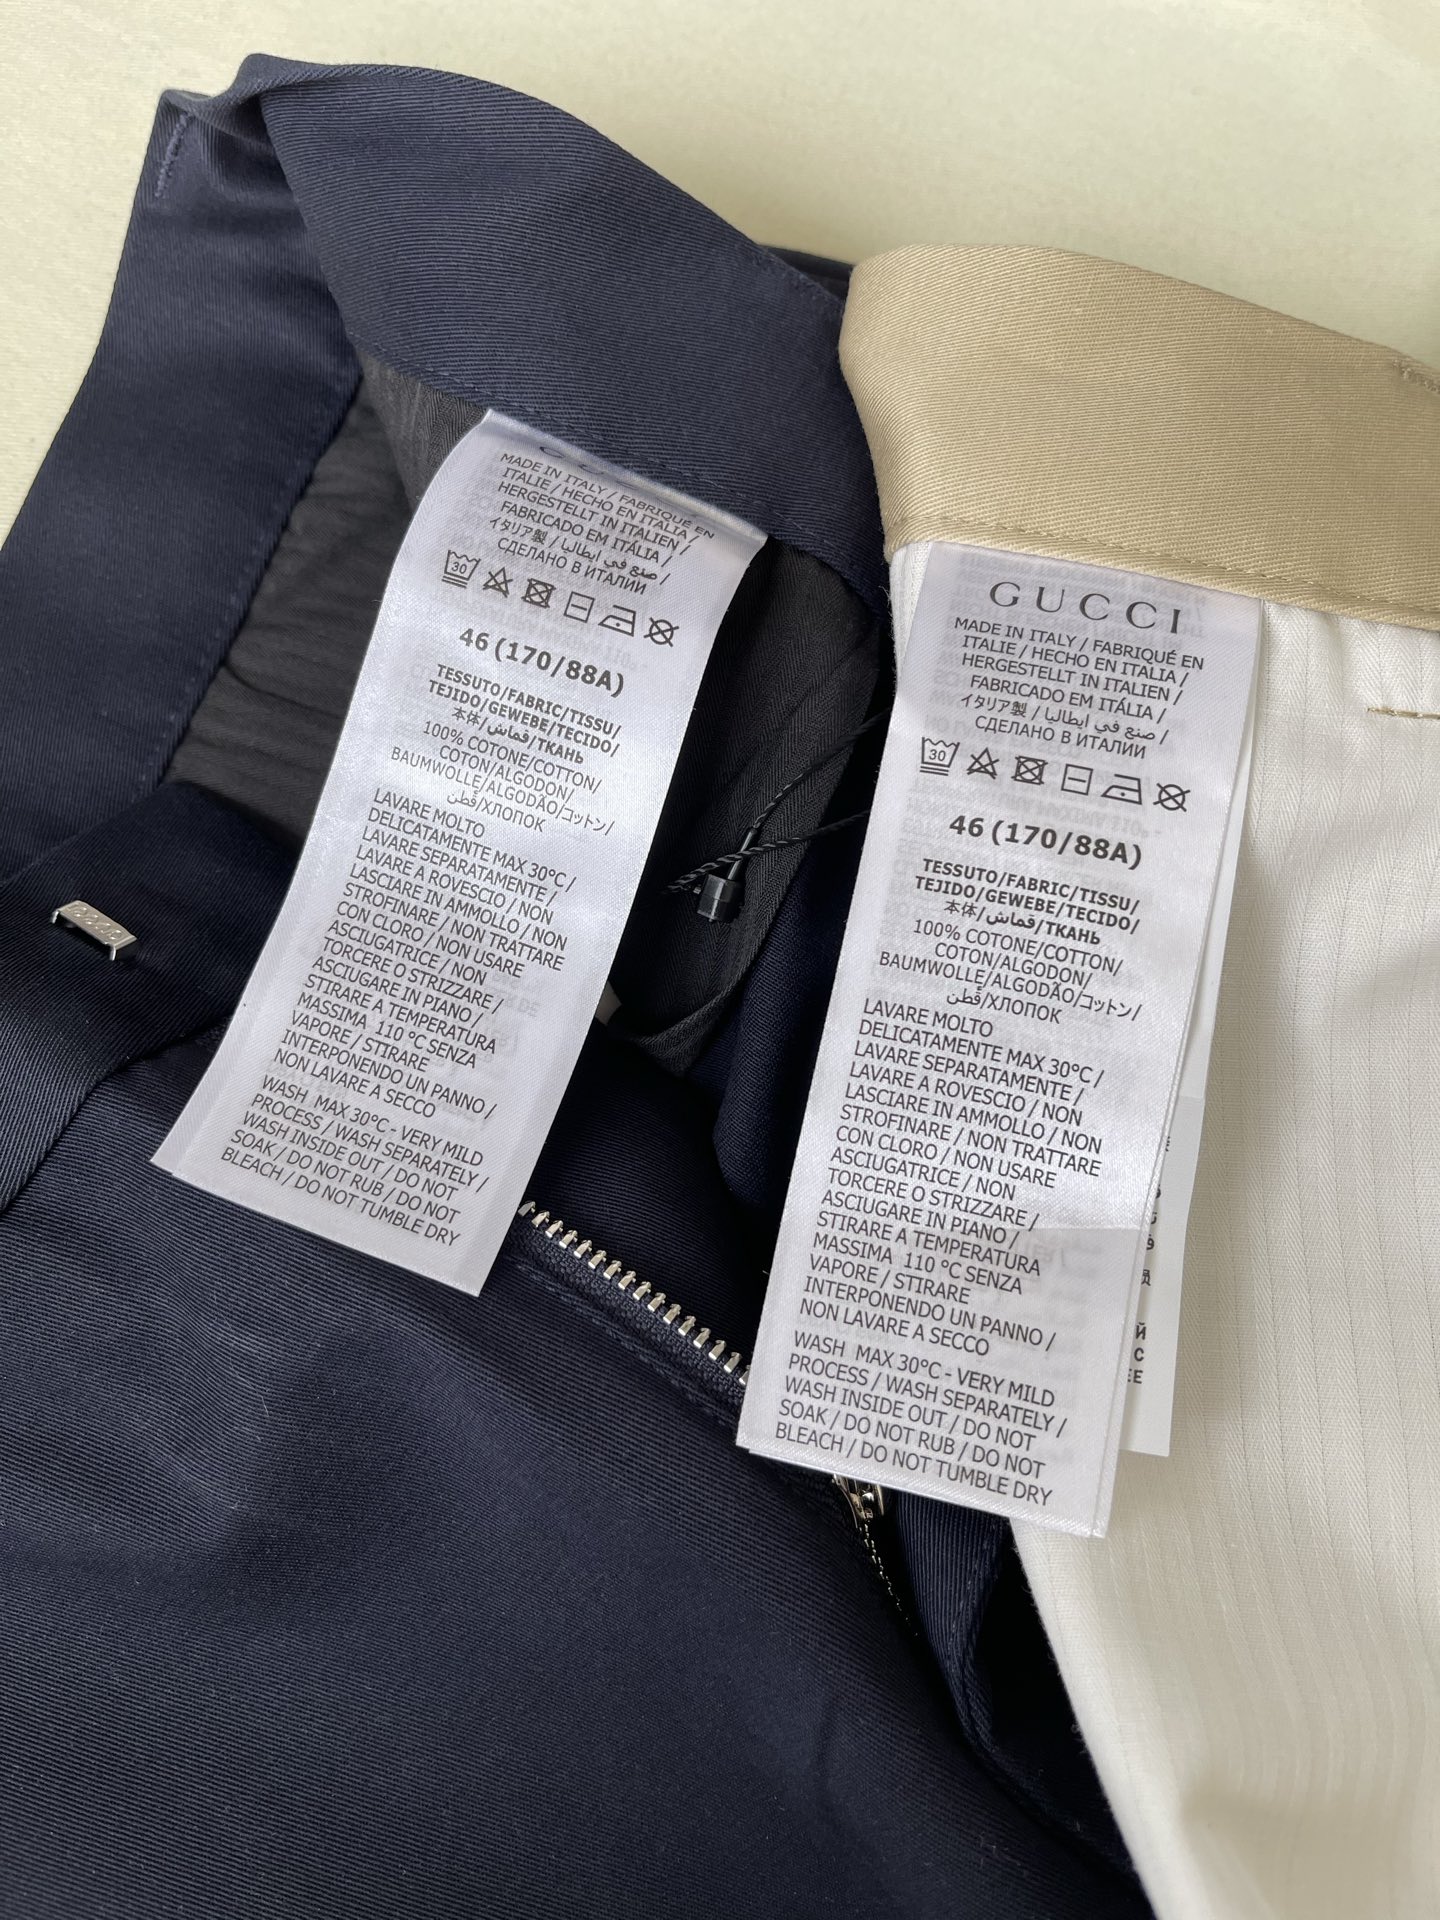 MADE IN ITALY / FABRIQUÉ EN
ITALIE / HECHO EN ITALIA /
HERGESTELLT IN ITALIEN /
FABRICADO EM ITÁLIA /
イタリア製 / صنع في ايطاليا /
СДЕЛАНО В ИТАЛИИ
30
46 (170/88A)
TESSUTO/FABRIC/TISSU/
TEJIDO/GEWEBE/TECIDO/
本体/قماش/ТКАНЬ
100% COTONE/COTTON/
COTON/ALGODÓN/
BAUMWOLLE/ALGODÃO/コットン/
قُطن/ХЛОПОК
LAVARE MOLTO
DELICATAMENTE MAX 30°C /
LAVARE SEPARATAMENTE /
LAVARE A ROVESCIO / NON
LASCIARE IN AMMOLLO / NON
STROFINARE / NON TRATTARE
CON CLORO / NON USARE
ASCIUGATRICE / NON
TORCERE O STRIZZARE /
ASCIUGARE IN PIANO /
STIRARE A TEMPERATURA
MASSIMA 110 °C SENZA
VAPORE / STIRARE
INTERPONENDO UN PANNO /
NON LAVARE A SECCO
WASH MAX 30°C - VERY MILD
PROCESS / WASH SEPARATELY /
WASH INSIDE OUT / DO NOT
SOAK / DO NOT RUB / DO NOT
BLEACH / DO NOT TUMBLE DRY
GUCCI
MADE IN ITALY / FABRIQUÉ EN
ITALIE / HECHO EN ITALIA /
HERGESTELLT IN ITALIEN /
FABRICADO EM ITÁLIA /
イタリア製 / صنع في ايطاليا /
СДЕЛАНО В ИТАЛИИ
30
46 (170/88A)
TESSUTO/FABRIC/TISSU/
TEJIDO/GEWEBE/TECIDO/
本体/قماش/ТКАНЬ
100% COTONE/COTTON/
COTON/ALGODÓN/
BAUMWOLLE/ALGODÃO/コットン/
قُطن/ХЛОПОК
LAVARE MOLTO
DELICATAMENTE MAX 30°C /
LAVARE SEPARATAMENTE /
LAVARE A ROVESCIO / NON
LASCIARE IN AMMOLLO / NON
STROFINARE / NON TRATTARE
CON CLORO / NON USARE
ASCIUGATRICE / NON
TORCERE O STRIZZARE /
ASCIUGARE IN PIANO /
STIRARE A TEMPERATURA
MASSIMA 110 °C SENZA
VAPORE / STIRARE
INTERPONENDO UN PANNO /
NON LAVARE A SECCO
WASH MAX 30°C - VERY MILD
PROCESS / WASH SEPARATELY /
WASH INSIDE OUT / DO NOT
SOAK / DO NOT RUB / DO NOT
BLEACH / DO NOT TUMBLE DRY